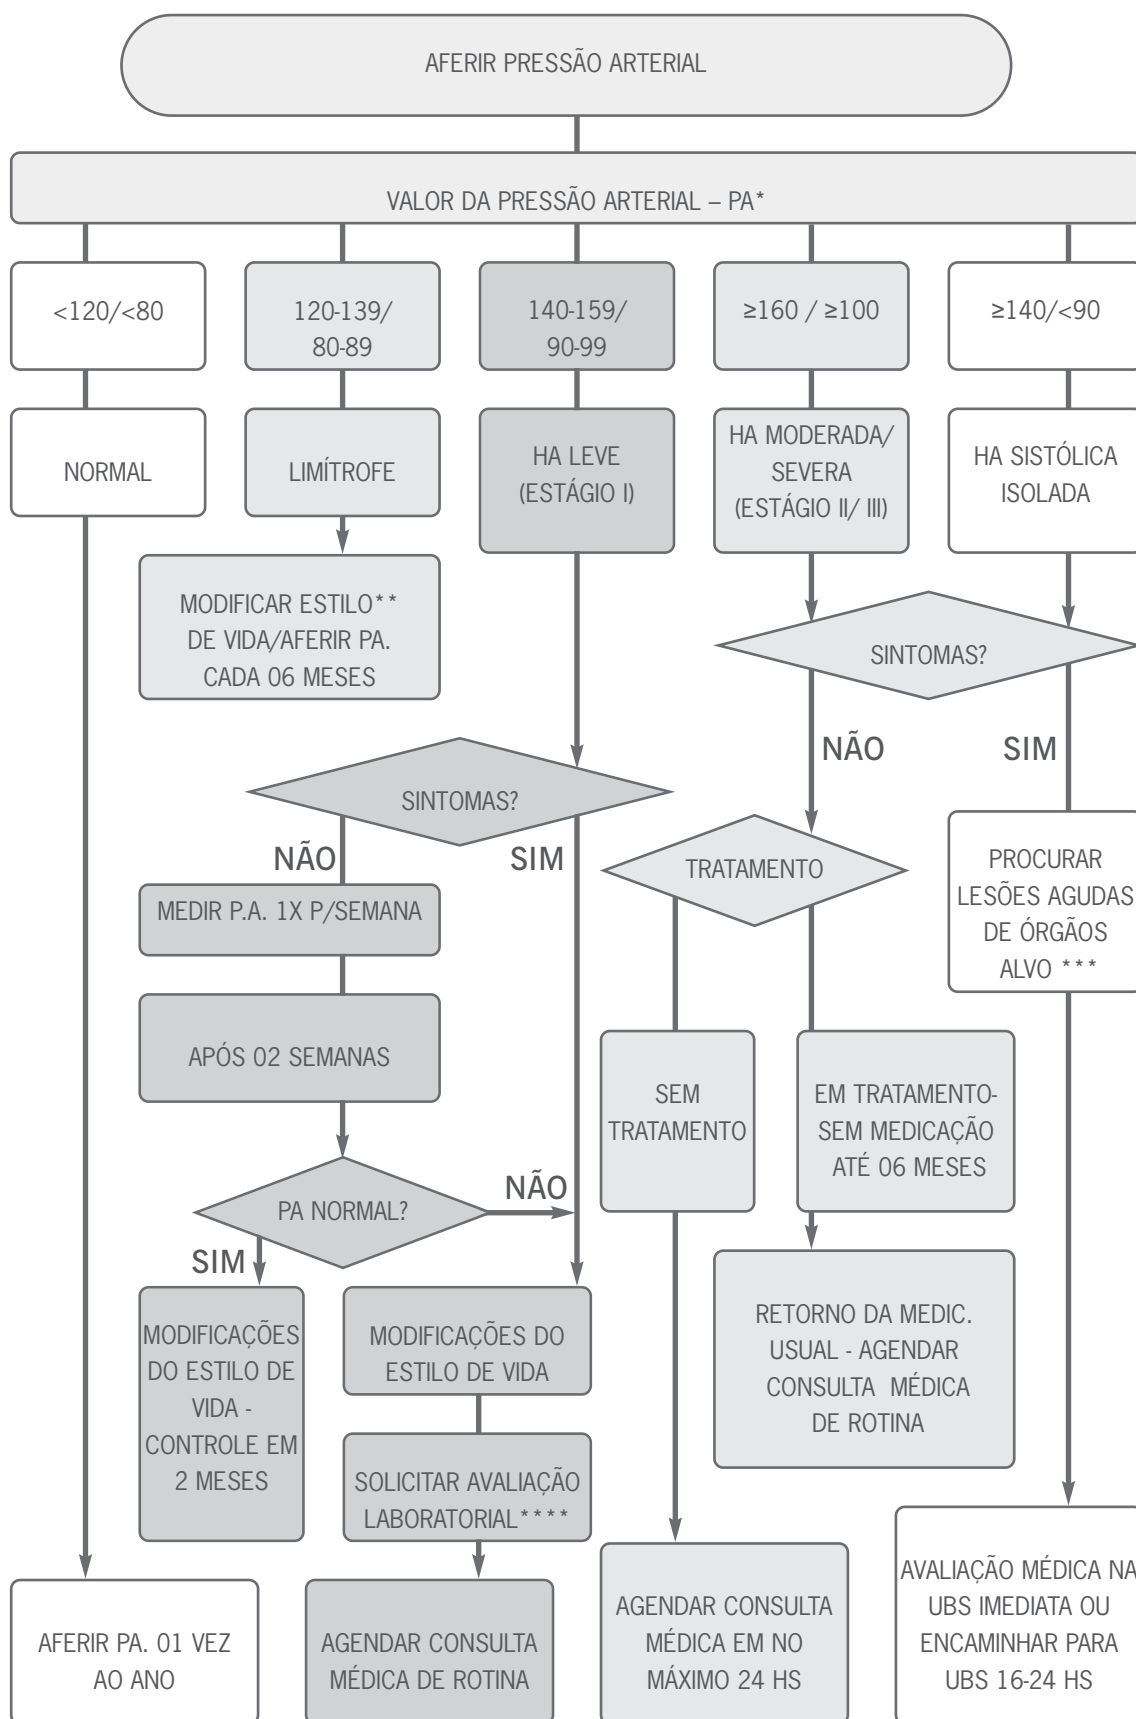 AFERIR PRESSÃO ARTERIAL
VALOR DA PRESSÃO ARTERIAL – PA*
<120/<80
120-139/
80-89
140-159/
90-99
≥160 / ≥100
≥140/<90
NORMAL
LIMÍTROFE
HA LEVE
(ESTÁGIO I)
HA MODERADA/
SEVERA
(ESTÁGIO II/ III)
HA SISTÓLICA
ISOLADA
MODIFICAR ESTILO**
DE VIDA/AFERIR PA.
CADA 06 MESES
SINTOMAS?
NÃO
SIM
SINTOMAS?
NÃO
SIM
TRATAMENTO
PROCURAR
LESÕES AGUDAS
DE ÓRGÃOS
ALVO ***
MEDIR P.A. 1X P/SEMANA
APÓS 02 SEMANAS
SEM
TRATAMENTO
EM TRATAMENTO-
SEM MEDICAÇÃO
ATÉ 06 MESES
PA NORMAL?
NÃO
SIM
MODIFICAÇÕES
DO ESTILO DE
VIDA -
CONTROLE EM
2 MESES
MODIFICAÇÕES DO
ESTILO DE VIDA
RETORNO DA MEDIC.
USUAL - AGENDAR
CONSULTA MÉDICA
DE ROTINA
SOLICITAR AVALIAÇÃO
LABORATORIAL****
AFERIR PA. 01 VEZ
AO ANO
AGENDAR CONSULTA
MÉDICA DE ROTINA
AGENDAR CONSULTA
MÉDICA EM NO
MÁXIMO 24 HS
AVALIAÇÃO MÉDICA NA
UBS IMEDIATA OU
ENCAMINHAR PARA
UBS 16-24 HS